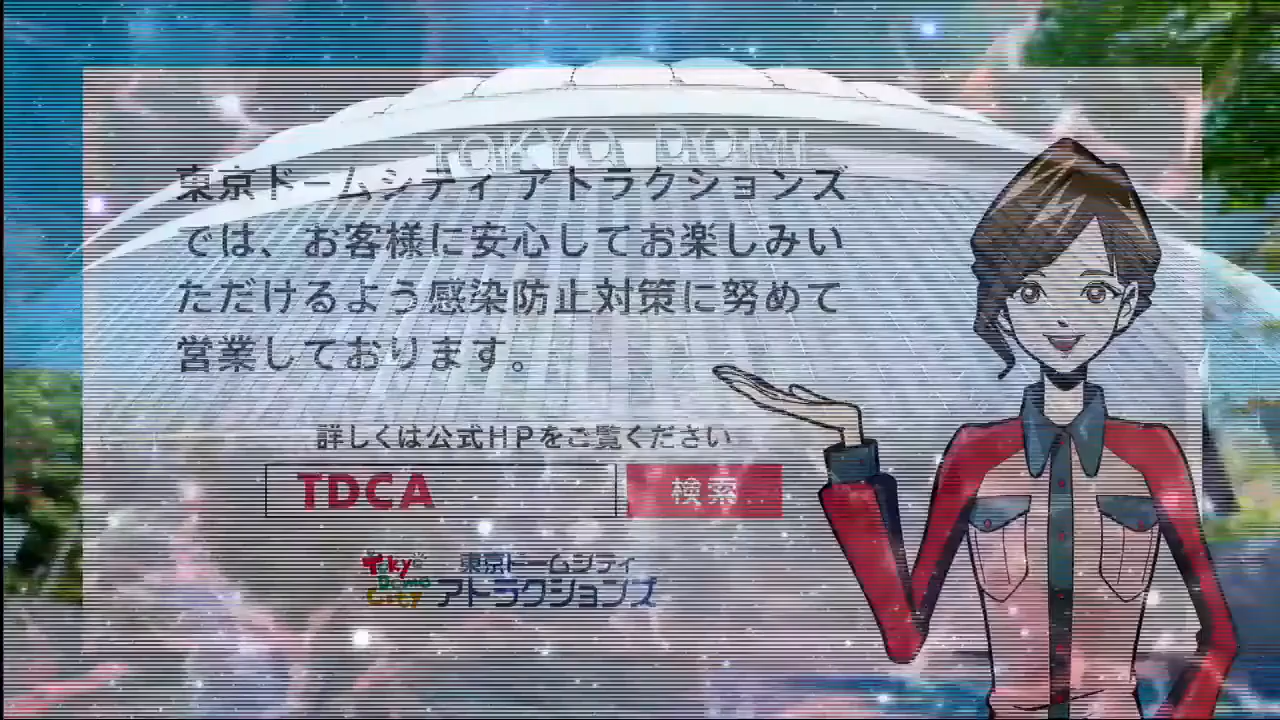 TOKYO DOME
東京ドームシティ アトラクションズ
では、お客様に安心してお楽しみい
ただけるよう感染防止対策に努めて
営業しております。
詳しくは公式HPをご覧ください
TDCA
検索..
Tokyo
Dome
City
東京ドームシティ
アトラクションズ